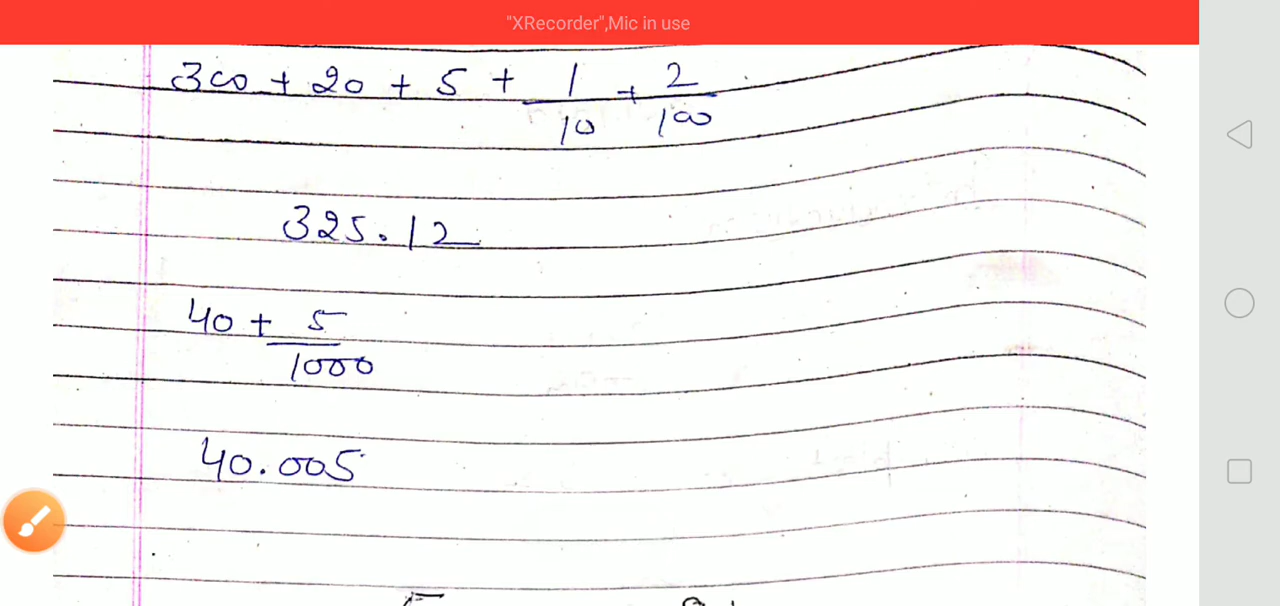 "XRecorder",Mic in use
300 + 20 + 5 + 1/10 + 2/100
325.12
40 + 5/1000
40.005